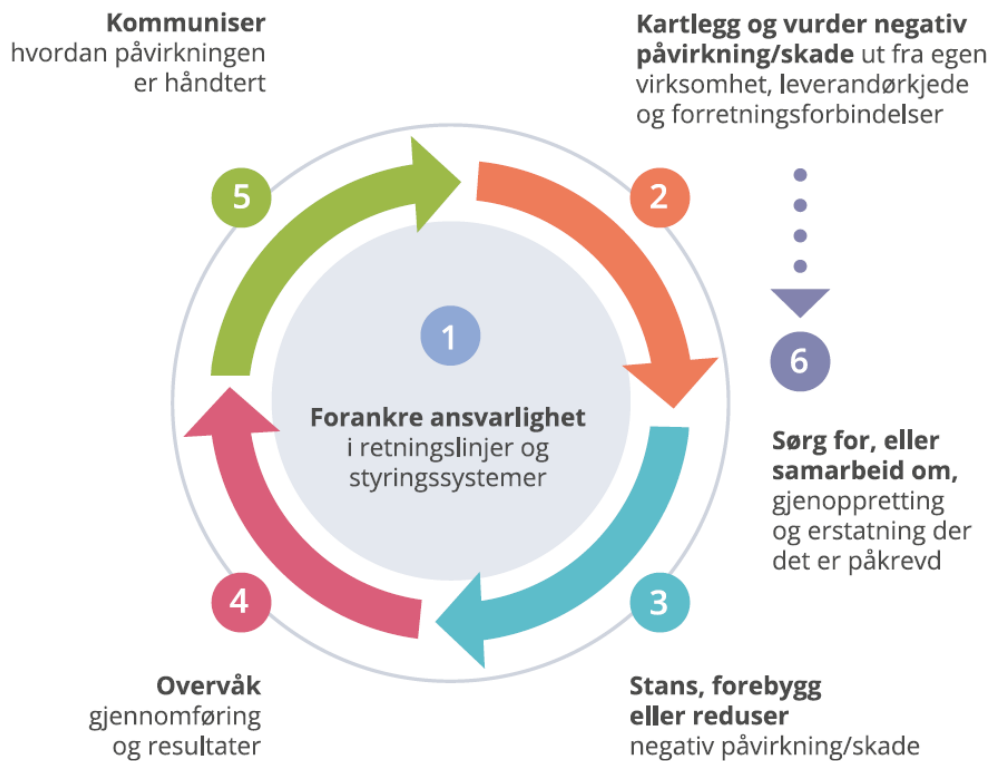 Kommuniser
hvordan påvirkningen
er håndtert
5
Kartlegg og vurder negativ
påvirkning/skade ut fra egen
virksomhet, leverandørkjede
og forretningsforbindelser
2
1
Forankre ansvarlighet
i retningslinjer og
styringssystemer
6
Sørg for, eller
samarbeid om,
gjenoppretting
og erstatning der
det er påkrevd
4
Overvåk
gjennomføring
og resultater
3
Stans, forebygg
eller reduser
negativ påvirkning/skade